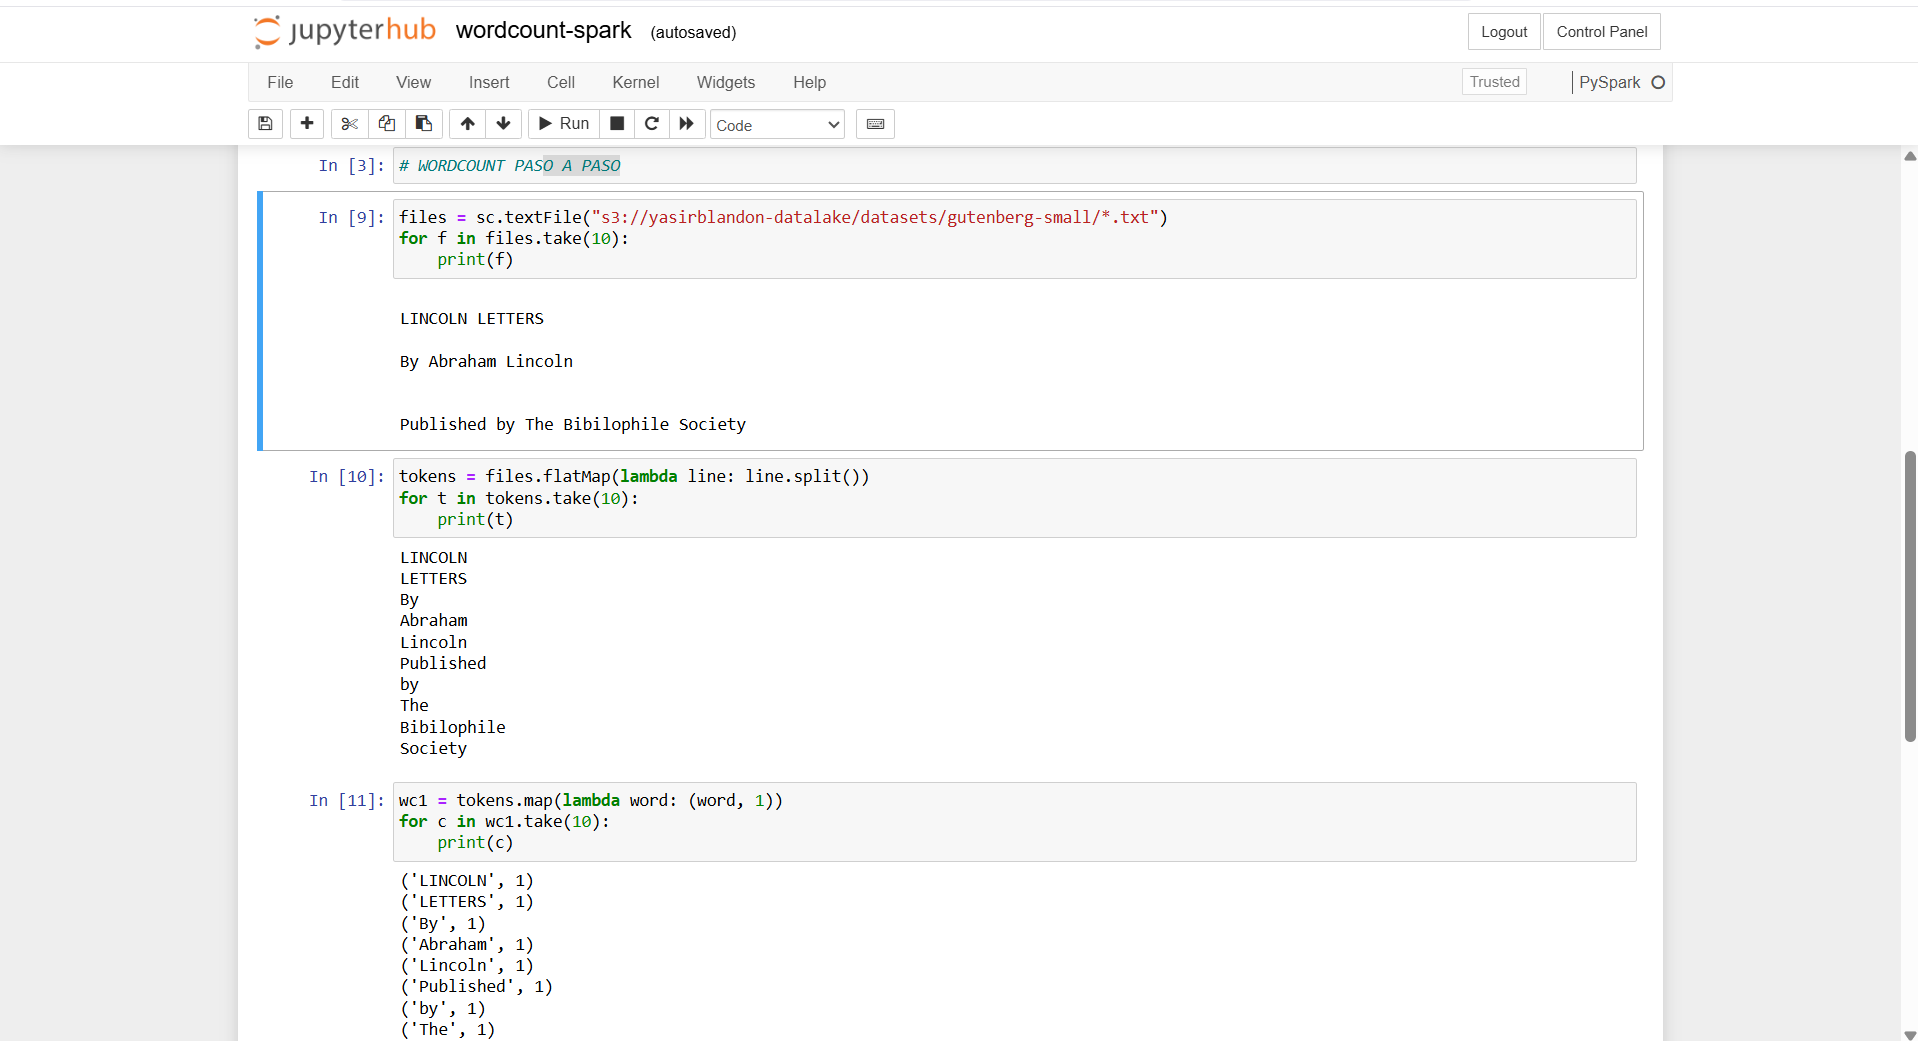 jupyterhub wordcount-spark (autosaved) Logout Control Panel
File Edit View Insert Cell Kernel Widgets Help Trusted PySpark
Run Code
In [3]: # WORDCOUNT PASO A PASO
In [9]: files = sc.textFile("s3://yasirblandon-datalake/datasets/gutenberg-small/*.txt")
for f in files.take(10):
    print(f)
LINCOLN LETTERS
By Abraham Lincoln
Published by The Bibilophile Society
In [10]: tokens = files.flatMap(lambda line: line.split())
for t in tokens.take(10):
    print(t)
LINCOLN
LETTERS
By
Abraham
Lincoln
Published
by
The
Bibilophile
Society
In [11]: wc1 = tokens.map(lambda word: (word, 1))
for c in wc1.take(10):
    print(c)
('LINCOLN', 1)
('LETTERS', 1)
('By', 1)
('Abraham', 1)
('Lincoln', 1)
('Published', 1)
('by', 1)
('The', 1)